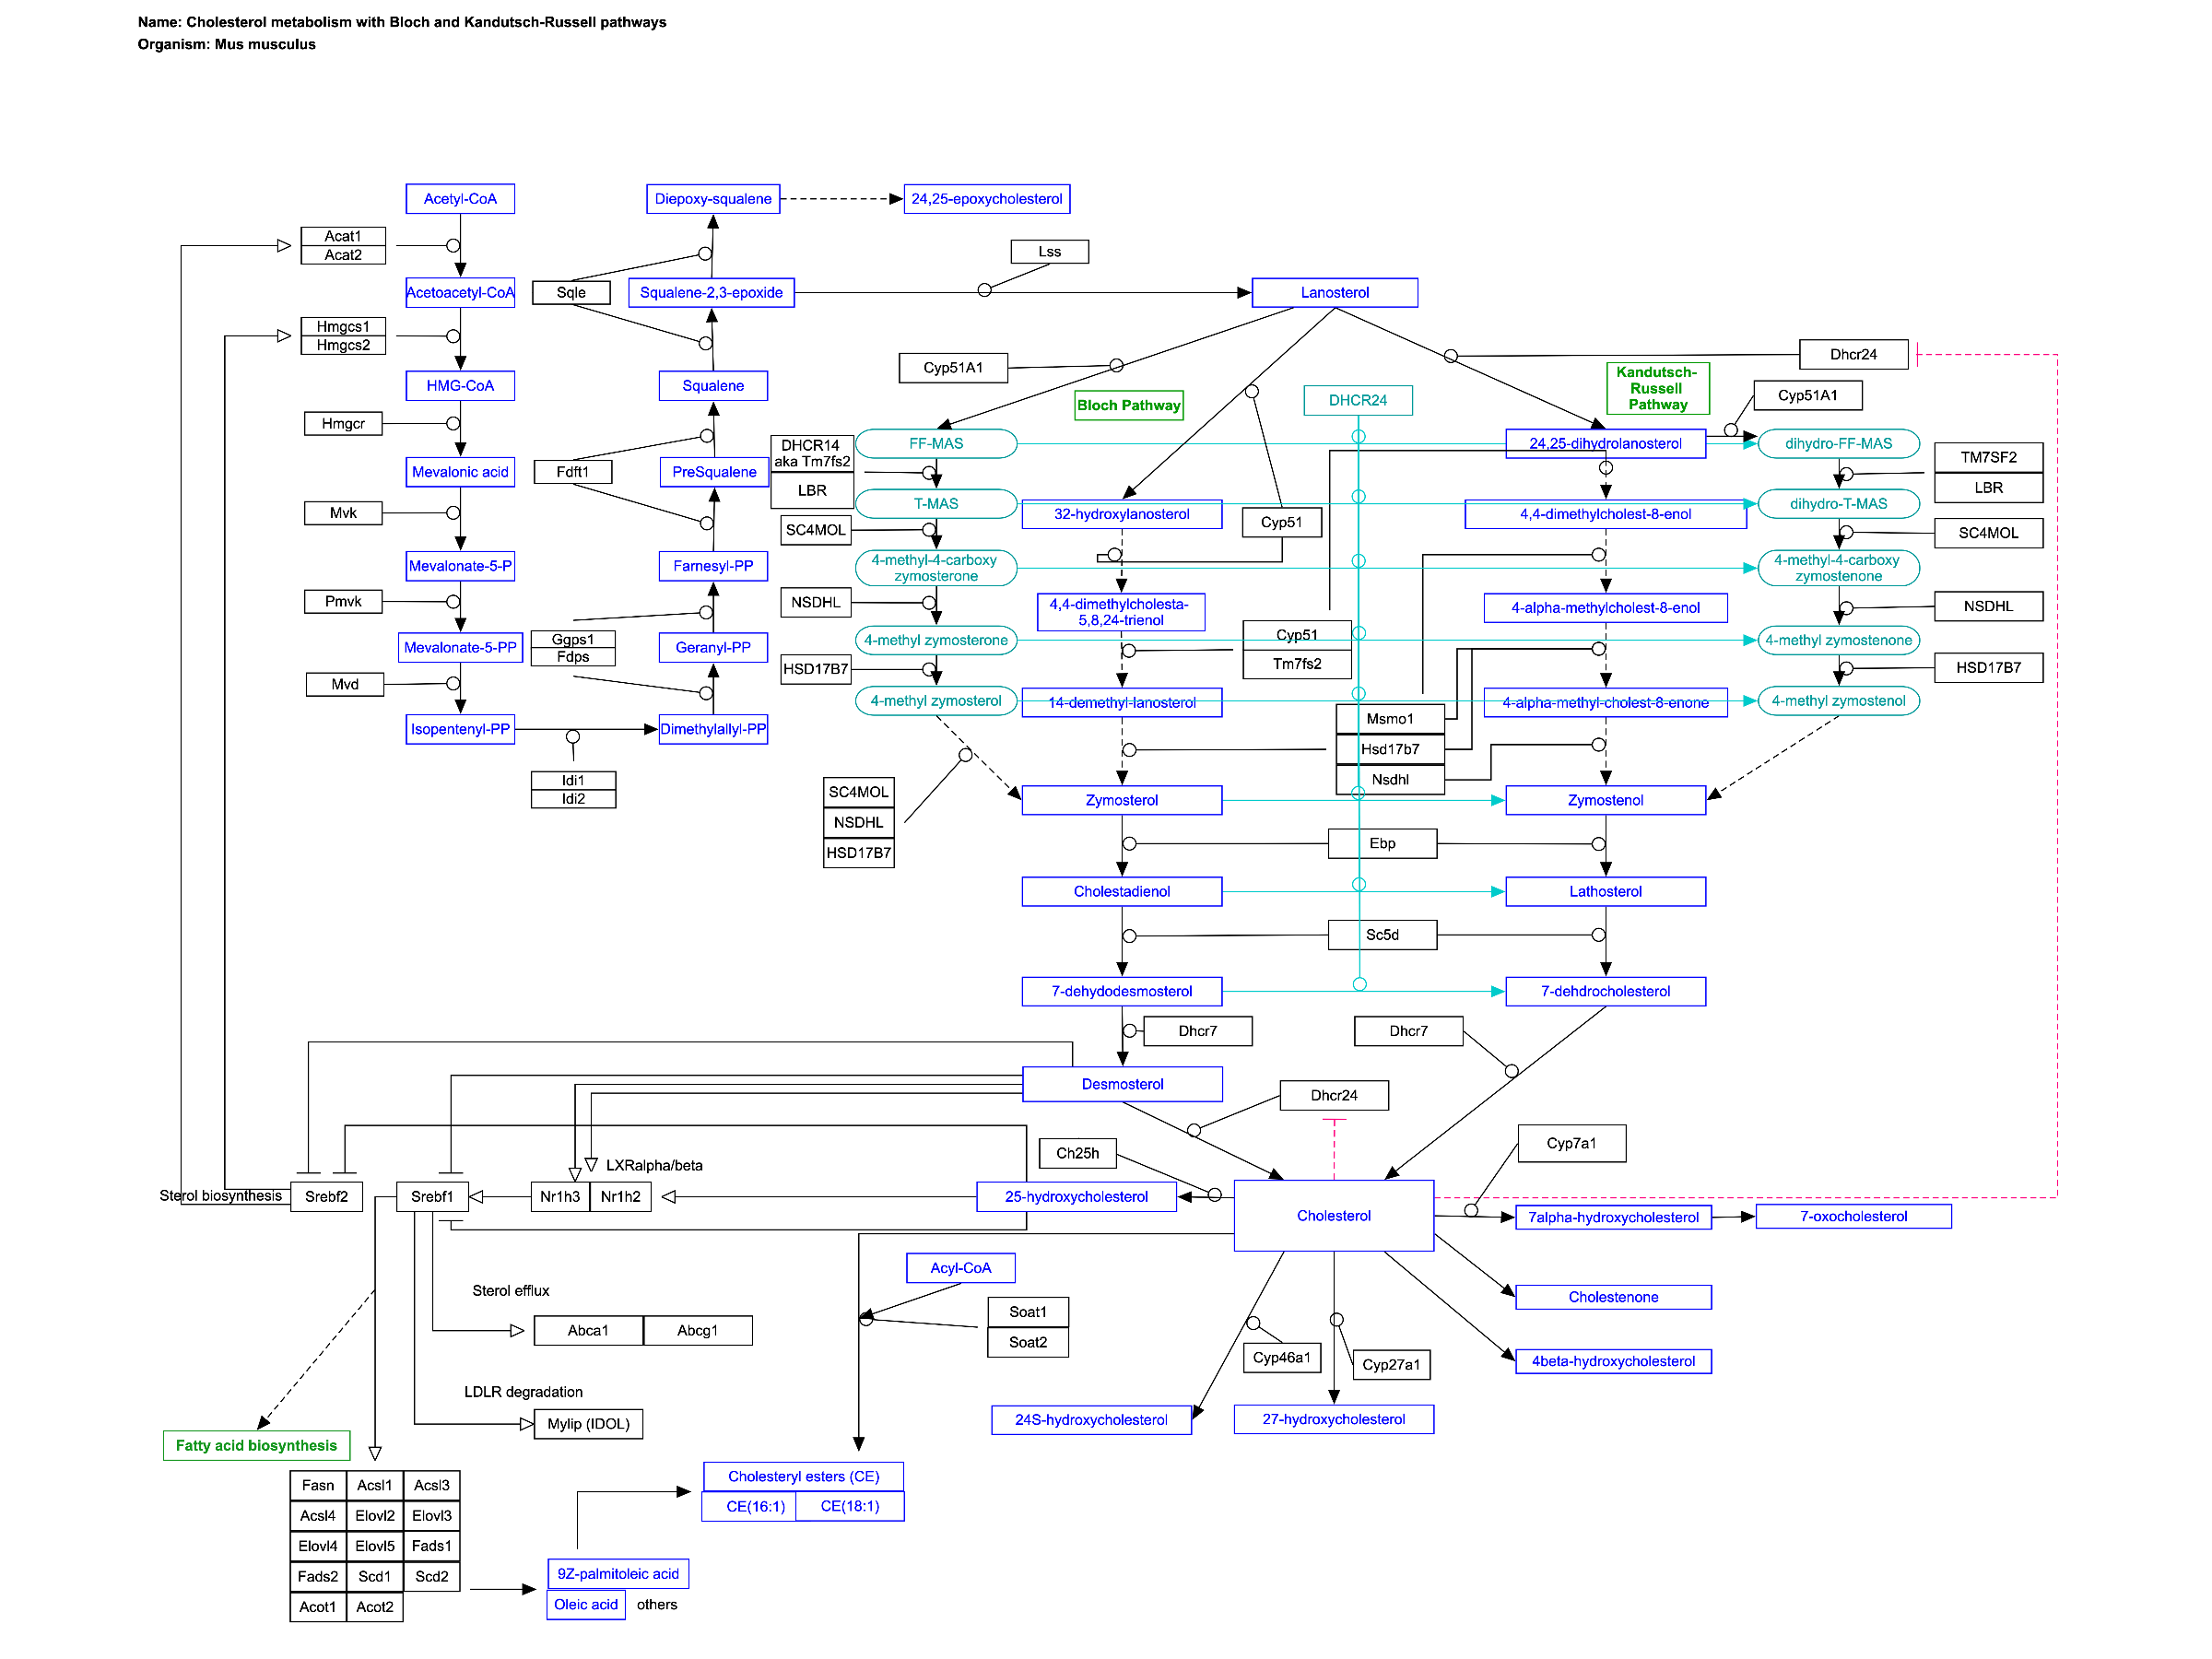 Name: Cholesterol metabolism with Bloch and Kandutsch-Russell pathways
Organism: Mus musculus
Acetyl-CoA
Diepoxy-squalene
24,25-epoxycholesterol
Acat1
Acat2
Lss
Acetoacetyl-CoA
Sqle
Squalene-2,3-epoxide
Lanosterol
Hmgcs1
Hmgcs2
Cyp51A1
Dhcr24
HMG-CoA
Squalene
Bloch Pathway
DHCR24
Kandutsch-
Russell
Pathway
Cyp51A1
Hmgcr
DHCR14
aka Tm7fs2
LBR
FF-MAS
24,25-dihydrolanosterol
dihydro-FF-MAS
TM7SF2
LBR
Mevalonic acid
Fdft1
PreSqualene
T-MAS
32-hydroxylanosterol
Cyp51
4,4-dimethylcholest-8-enol
dihydro-T-MAS
Mvk
SC4MOL
SC4MOL
Mevalonate-5-P
Farnesyl-PP
4-methyl-4-carboxy
zymosterone
4-methyl-4-carboxy
zymostenone
Pmvk
NSDHL
4,4-dimethylcholesta-
5,8,24-trienol
4-alpha-methylcholest-8-enol
NSDHL
Mevalonate-5-PP
Ggps1
Fdps
Geranyl-PP
4-methyl zymosterone
Cyp51
Tm7fs2
4-methyl zymostenone
Mvd
HSD17B7
HSD17B7
Isopentenyl-PP
Dimethylallyl-PP
4-methyl zymosterol
14-demethyl-lanosterol
4-alpha-methyl-cholest-8-enone
4-methyl zymostenol
Msmo1
Hsd17b7
Nsdhl
Idi1
Idi2
SC4MOL
NSDHL
HSD17B7
Zymosterol
Zymostenol
Ebp
Cholestadienol
Lathosterol
Sc5d
7-dehydodesmosterol
7-dehdrocholesterol
Dhcr7
Dhcr7
Desmosterol
Dhcr24
Ch25h
Cyp7a1
LXRalpha/beta
Sterol biosynthesis
Srebf2
Srebf1
Nr1h3
Nr1h2
25-hydroxycholesterol
Cholesterol
7alpha-hydroxycholesterol
7-oxocholesterol
Acyl-CoA
Sterol efflux
Cholestenone
Abca1
Abcg1
Soat1
Soat2
Cyp46a1
Cyp27a1
4beta-hydroxycholesterol
LDLR degradation
Mylip (IDOL)
24S-hydroxycholesterol
27-hydroxycholesterol
Fatty acid biosynthesis
Fasn
Acsl1
Acsl3
Cholesteryl esters (CE)
CE(16:1)
CE(18:1)
Acsl4
Elovl2
Elovl3
Elovl4
Elovl5
Fads1
Fads2
Scd1
Scd2
9Z-palmitoleic acid
Acot1
Acot2
Oleic acid
others